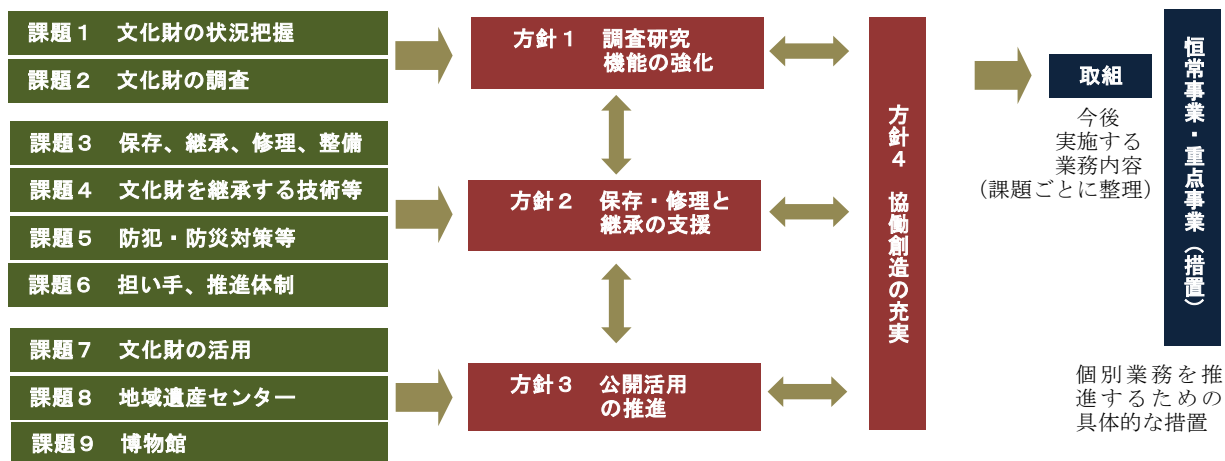 課題１　文化財の状況把握
課題２　文化財の調査
課題３　保存、継承、修理、整備
課題４　文化財を継承する技術等
課題５　防犯・防災対策等
課題６　担い手、推進体制
課題７　文化財の活用
課題８　地域遺産センター
課題９　博物館
方針１　調査研究
機能の強化
方針２　保存・修理と
継承の支援
方針３　公開活用
の推進
方針４　協働創造の充実
取組
今後
実施する
業務内容
（課題ごとに整理）
恒常事業・重点事業（措置）
個別業務を推
進するための
具体的な措置